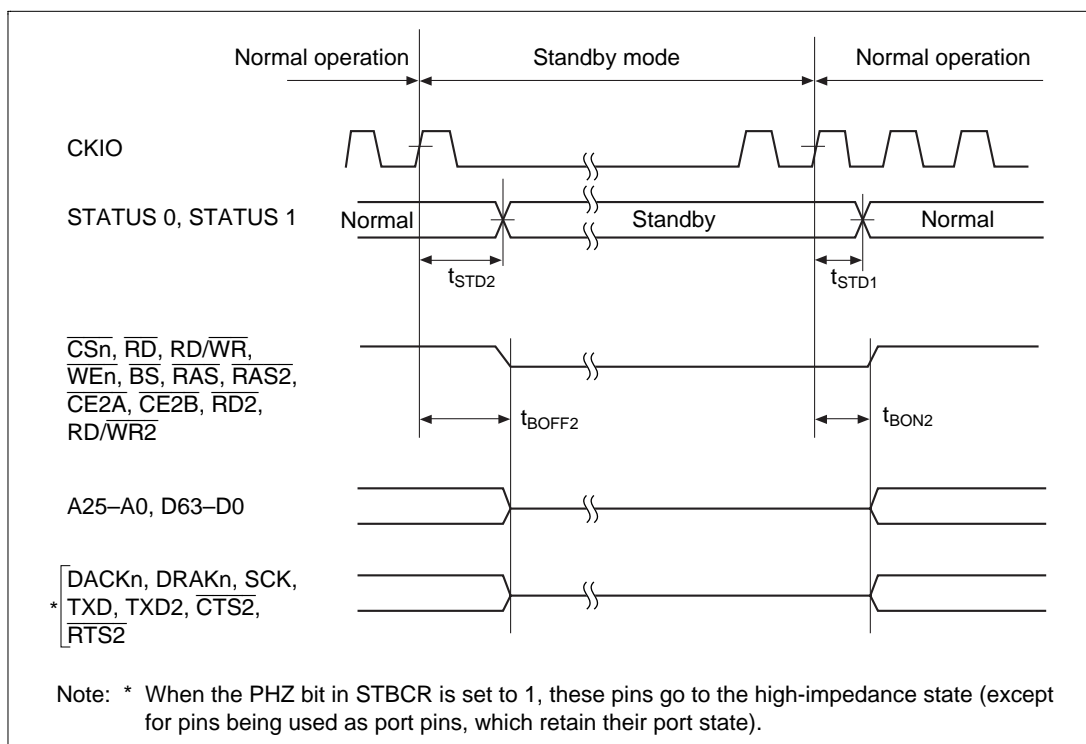 Normal operation Standby mode Normal operation
CKIO
STATUS 0, STATUS 1 Normal Standby Normal
tSTD2 tSTD1
CSn, RD, RD/WR,
WEn, BS, RAS, RAS2,
CE2A, CE2B, RD2,
RD/WR2
tBOFF2 tBON2
A25–A0, D63–D0
DACKn, DRAKn, SCK,
* TXD, TXD2, CTS2,
RTS2
Note: * When the PHZ bit in STBCR is set to 1, these pins go to the high-impedance state (except
for pins being used as port pins, which retain their port state).